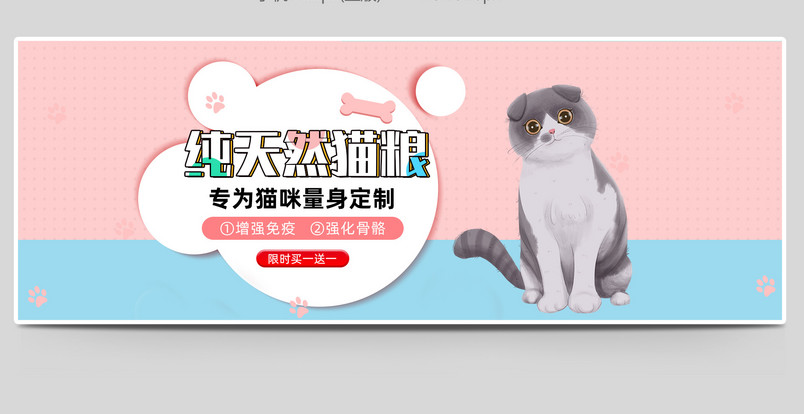 纯天然猫粮
专为猫咪量身定制
①增强免疫 ②强化骨骼
限时买一送一